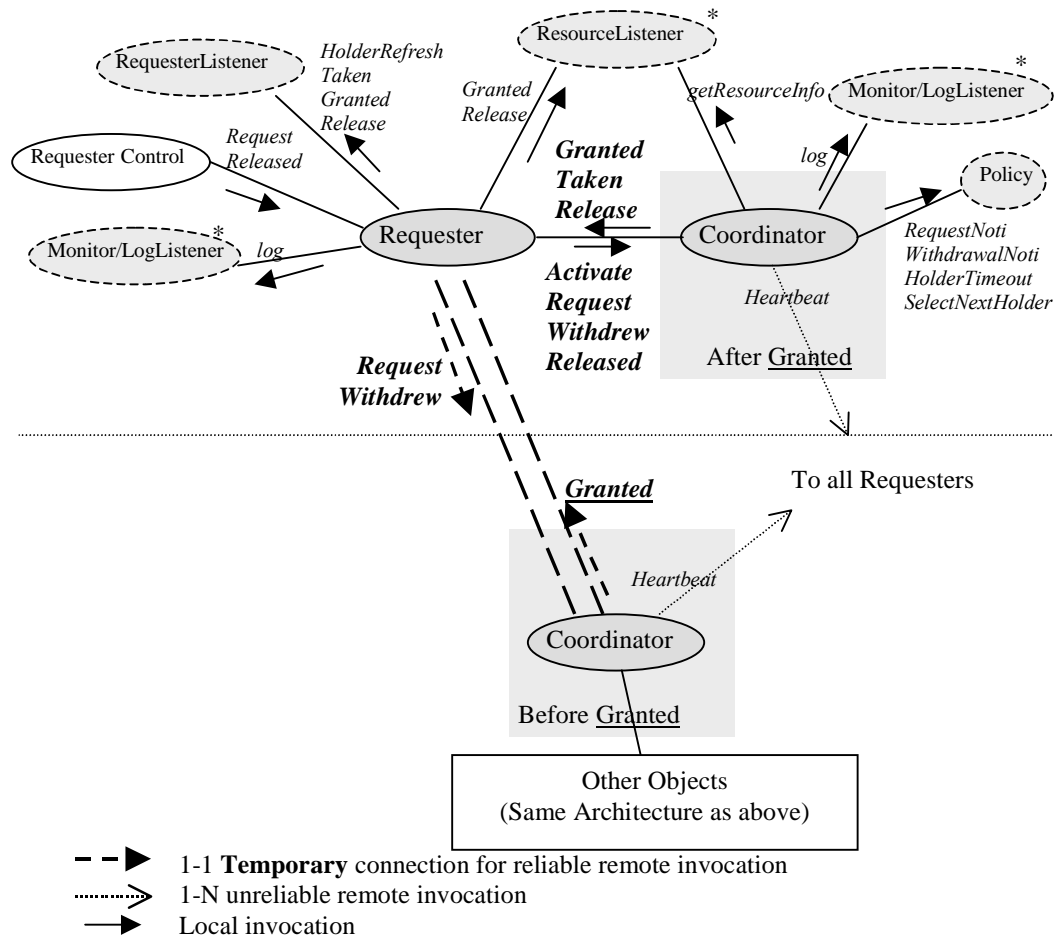 *
ResourceListener
*
RequesterListener
HolderRefresh
Taken
Granted
Release
Granted
Release
getResourceInfo
Monitor/LogListener
Requester Control
Request
Released
Granted
Taken
Release
log
Policy
Monitor/LogListener
*
log
Requester
Coordinator
RequestNoti
WithdrawalNoti
HolderTimeout
SelectNextHolder
Activate
Request
Withdrew
Released
Heartbeat
After Granted
Request
Withdrew
To all Requesters
Granted
Heartbeat
Coordinator
Before Granted
Other Objects
(Same Architecture as above)
1-1 Temporary connection for reliable remote invocation
1-N unreliable remote invocation
Local invocation